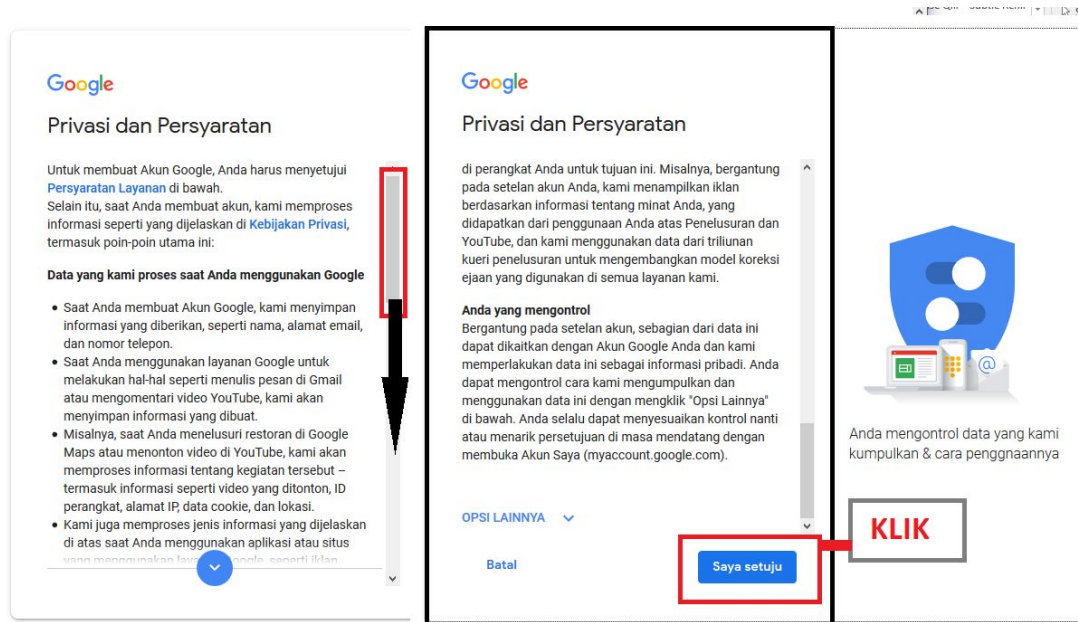 Google
Privasi dan Persyaratan
Untuk membuat Akun Google, Anda harus menyetujui
Persyaratan Layanan di bawah.
Selain itu, saat Anda membuat akun, kami memproses
informasi seperti yang dijelaskan di Kebijakan Privasi,
termasuk poin-poin utama ini:
Data yang kami proses saat Anda menggunakan Google
• Saat Anda membuat Akun Google, kami menyimpan
informasi yang diberikan, seperti nama, alamat email,
dan nomor telepon.
• Saat Anda menggunakan layanan Google untuk
melakukan hal-hal seperti menulis pesan di Gmail
atau mengomentari video YouTube, kami akan
menyimpan informasi yang dibuat.
• Misalnya, saat Anda menelusuri restoran di Google
Maps atau menonton video di YouTube, kami akan
memproses informasi tentang kegiatan tersebut –
termasuk informasi seperti video yang ditonton, ID
perangkat, alamat IP, data cookie, dan lokasi.
• Kami juga memproses jenis informasi yang dijelaskan
di atas saat Anda menggunakan aplikasi atau situs
yang menggunakan Google, seperti iklan
Google
Privasi dan Persyaratan
di perangkat Anda untuk tujuan ini. Misalnya, bergantung
pada setelan akun Anda, kami menampilkan iklan
berdasarkan informasi tentang minat Anda, yang
didapatkan dari penggunaan Anda atas Penelusuran dan
YouTube, dan kami menggunakan data dari triliunan
kueri penelusuran untuk mengembangkan model koreksi
ejaan yang digunakan di semua layanan kami.
Anda yang mengontrol
Bergantung pada setelan akun, sebagian dari data ini
dapat dikaitkan dengan Akun Google Anda dan kami
memperlakukan data ini sebagai informasi pribadi. Anda
dapat mengontrol cara kami mengumpulkan dan
menggunakan data ini dengan mengklik "Opsi Lainnya"
di bawah. Anda selalu dapat menyesuaikan kontrol nanti
atau menarik persetujuan di masa mendatang dengan
membuka Akun Saya (myaccount.google.com).
OPSI LAINNYA
Batal
Saya setuju
@
Anda mengontrol data yang kami
kumpulkan & cara penggnaannya
KLIK